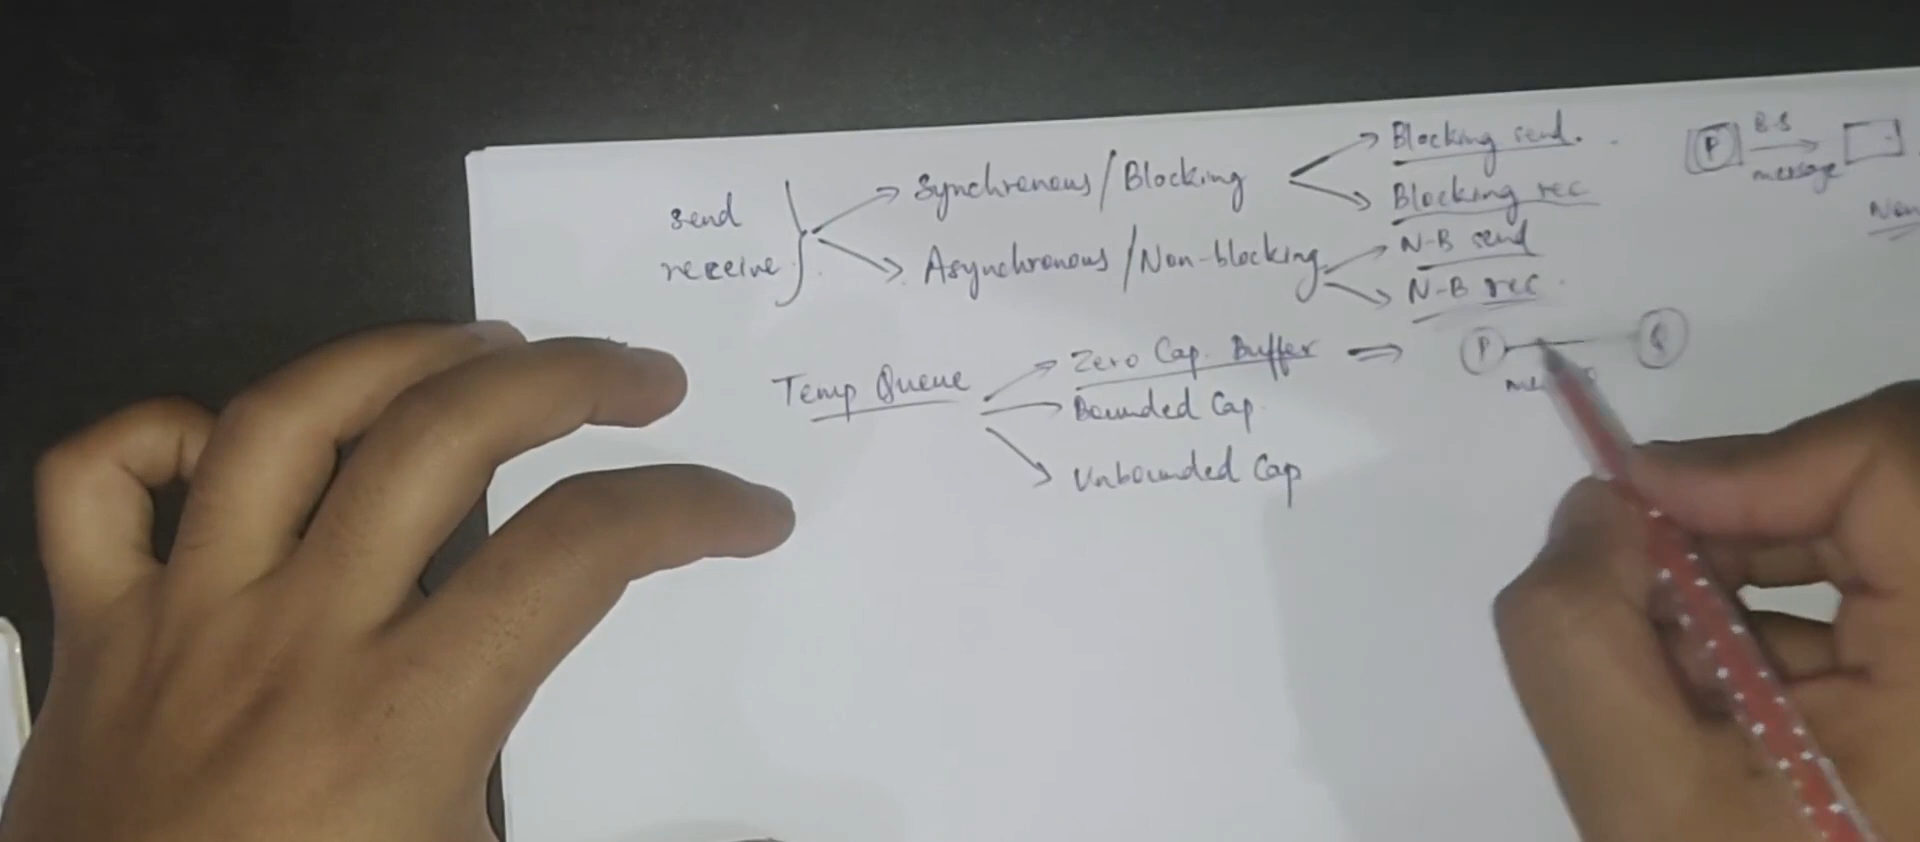 send
receive
Synchronous / Blocking
Asynchronous / Non-blocking
Blocking send.
Blocking rec
N-B send
N-B rec
P
B.S
message
Temp Queue
Zero Cap. Buffer
Bounded Cap.
Unbounded Cap
P
Q